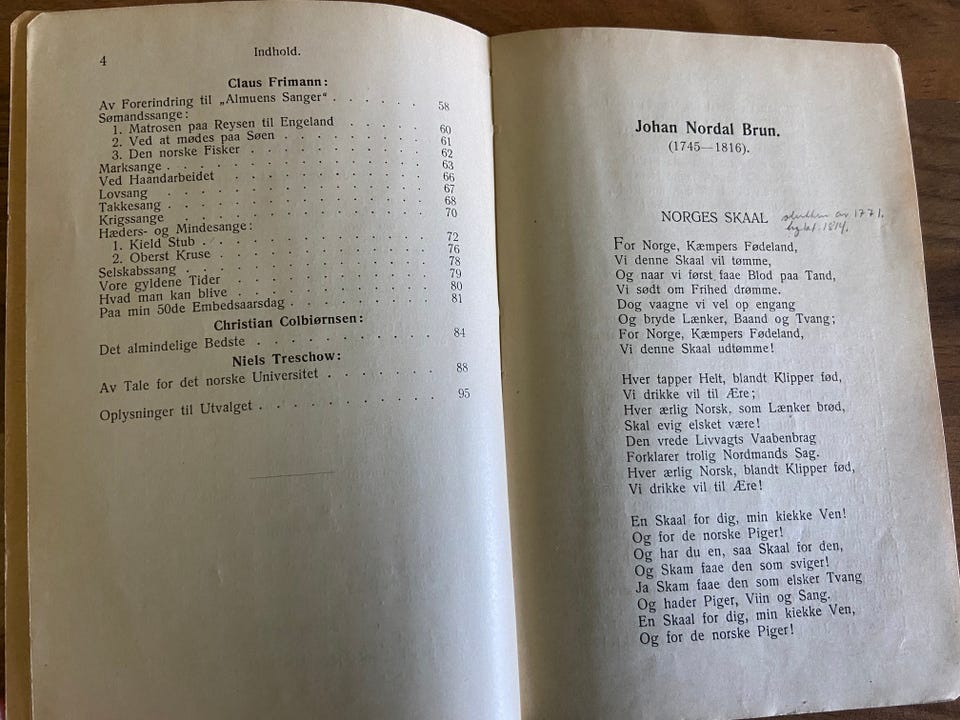 4
Indhold.
Claus Frimann:
Av Forerindring til „Almuens Sanger“ . . . . . . 58
Sømandssange:
1. Matrosen paa Reysen til Engeland . . . . . . 60
2. Ved at mødes paa Søen . . . . . . 61
3. Den norske Fisker . . . . . . 62
Marksange . . . . . . 63
Ved Haandarbeidet . . . . . . 66
Lovsang . . . . . . 67
Takkesang . . . . . . 68
Krigssange . . . . . . 70
Hæders- og Mindesange:
1. Kield Stub . . . . . . 72
2. Oberst Kruse . . . . . . 76
Selskabssang . . . . . . 78
Vore gyldene Tider . . . . . . 79
Hvad man kan blive . . . . . . 80
Paa min 50de Embedsaarsdag . . . . . . 81
Christian Colbiørnsen:
Det almindelige Bedste . . . . . . 84
Niels Treschow:
Av Tale for det norske Universitet . . . . . . 88
Oplysninger til Utvalget . . . . . . 95
Johan Nordal Brun.
(1745—1816).
NORGES SKAAL av 1771.
1814.
For Norge, Kæmpers Fødeland,
Vi denne Skaal vil tømme,
Og naar vi først faae Blod paa Tand,
Vi sødt om Frihed drømme.
Dog vaagne vi vel op engang
Og bryde Lænker, Baand og Tvang;
For Norge, Kæmpers Fødeland,
Vi denne Skaal udtømme!
Hver tapper Helt, blandt Klipper fød,
Vi drikke vil til Ære;
Hver ærlig Norsk, som Lænker brød,
Skal evig elsket være!
Den vrede Livvagts Vaabenbrag
Forklarer trolig Nordmands Sag.
Hver ærlig Norsk, blandt Klipper fød,
Vi drikke vil til Ære!
En Skaal for dig, min kiekke Ven!
Og for de norske Piger!
Og har du en, saa Skaal for den,
Og Skam faae den som sviger!
Ja Skam faae den som elsker Tvang
Og hader Piger, Viin og Sang.
En Skaal for dig, min kiekke Ven,
Og for de norske Piger!